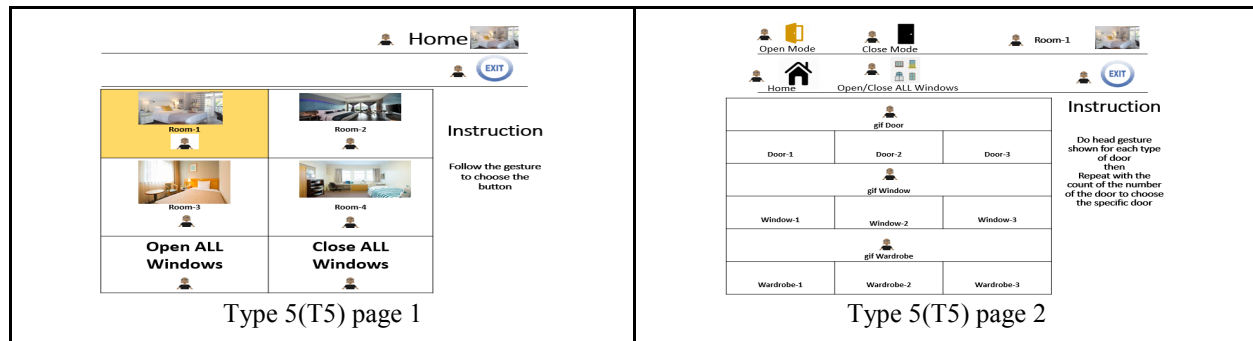 Home
EXIT
Room-1
Room-2
Room-3
Room-4
Open ALL
Windows
Close ALL
Windows
Instruction
Follow the gesture
to choose the
button
Type 5(T5) page 1
Open Mode
Close Mode
Room-1
Home
Open/Close ALL Windows
EXIT
gif Door
Door-1
Door-2
Door-3
gif Window
Window-1
Window-2
Window-3
gif Wardrobe
Wardrobe-1
Wardrobe-2
Wardrobe-3
Instruction
Do head gesture
shown for each type
of door
then
Repeat with the
count of the number
of the door to choose
the specific door
Type 5(T5) page 2